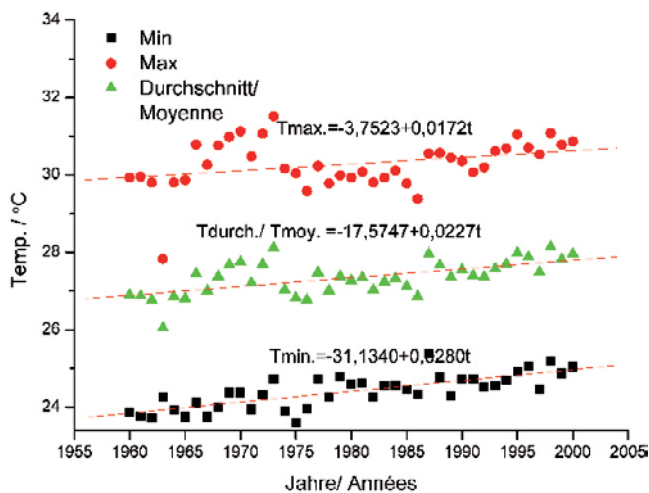 34
Min
Max
Durchschnitt/
Moyenne
32
Tmax.=-3,7523+0,0172t
30
Temp. / °C
Tdurch./ Tmoy. =-17,5747+0,0227t
28
26
Tmin.=-31,1340+0,0280t
24
1955 1960 1965 1970 1975 1980 1985 1990 1995 2000 2005
Jahre/ Années